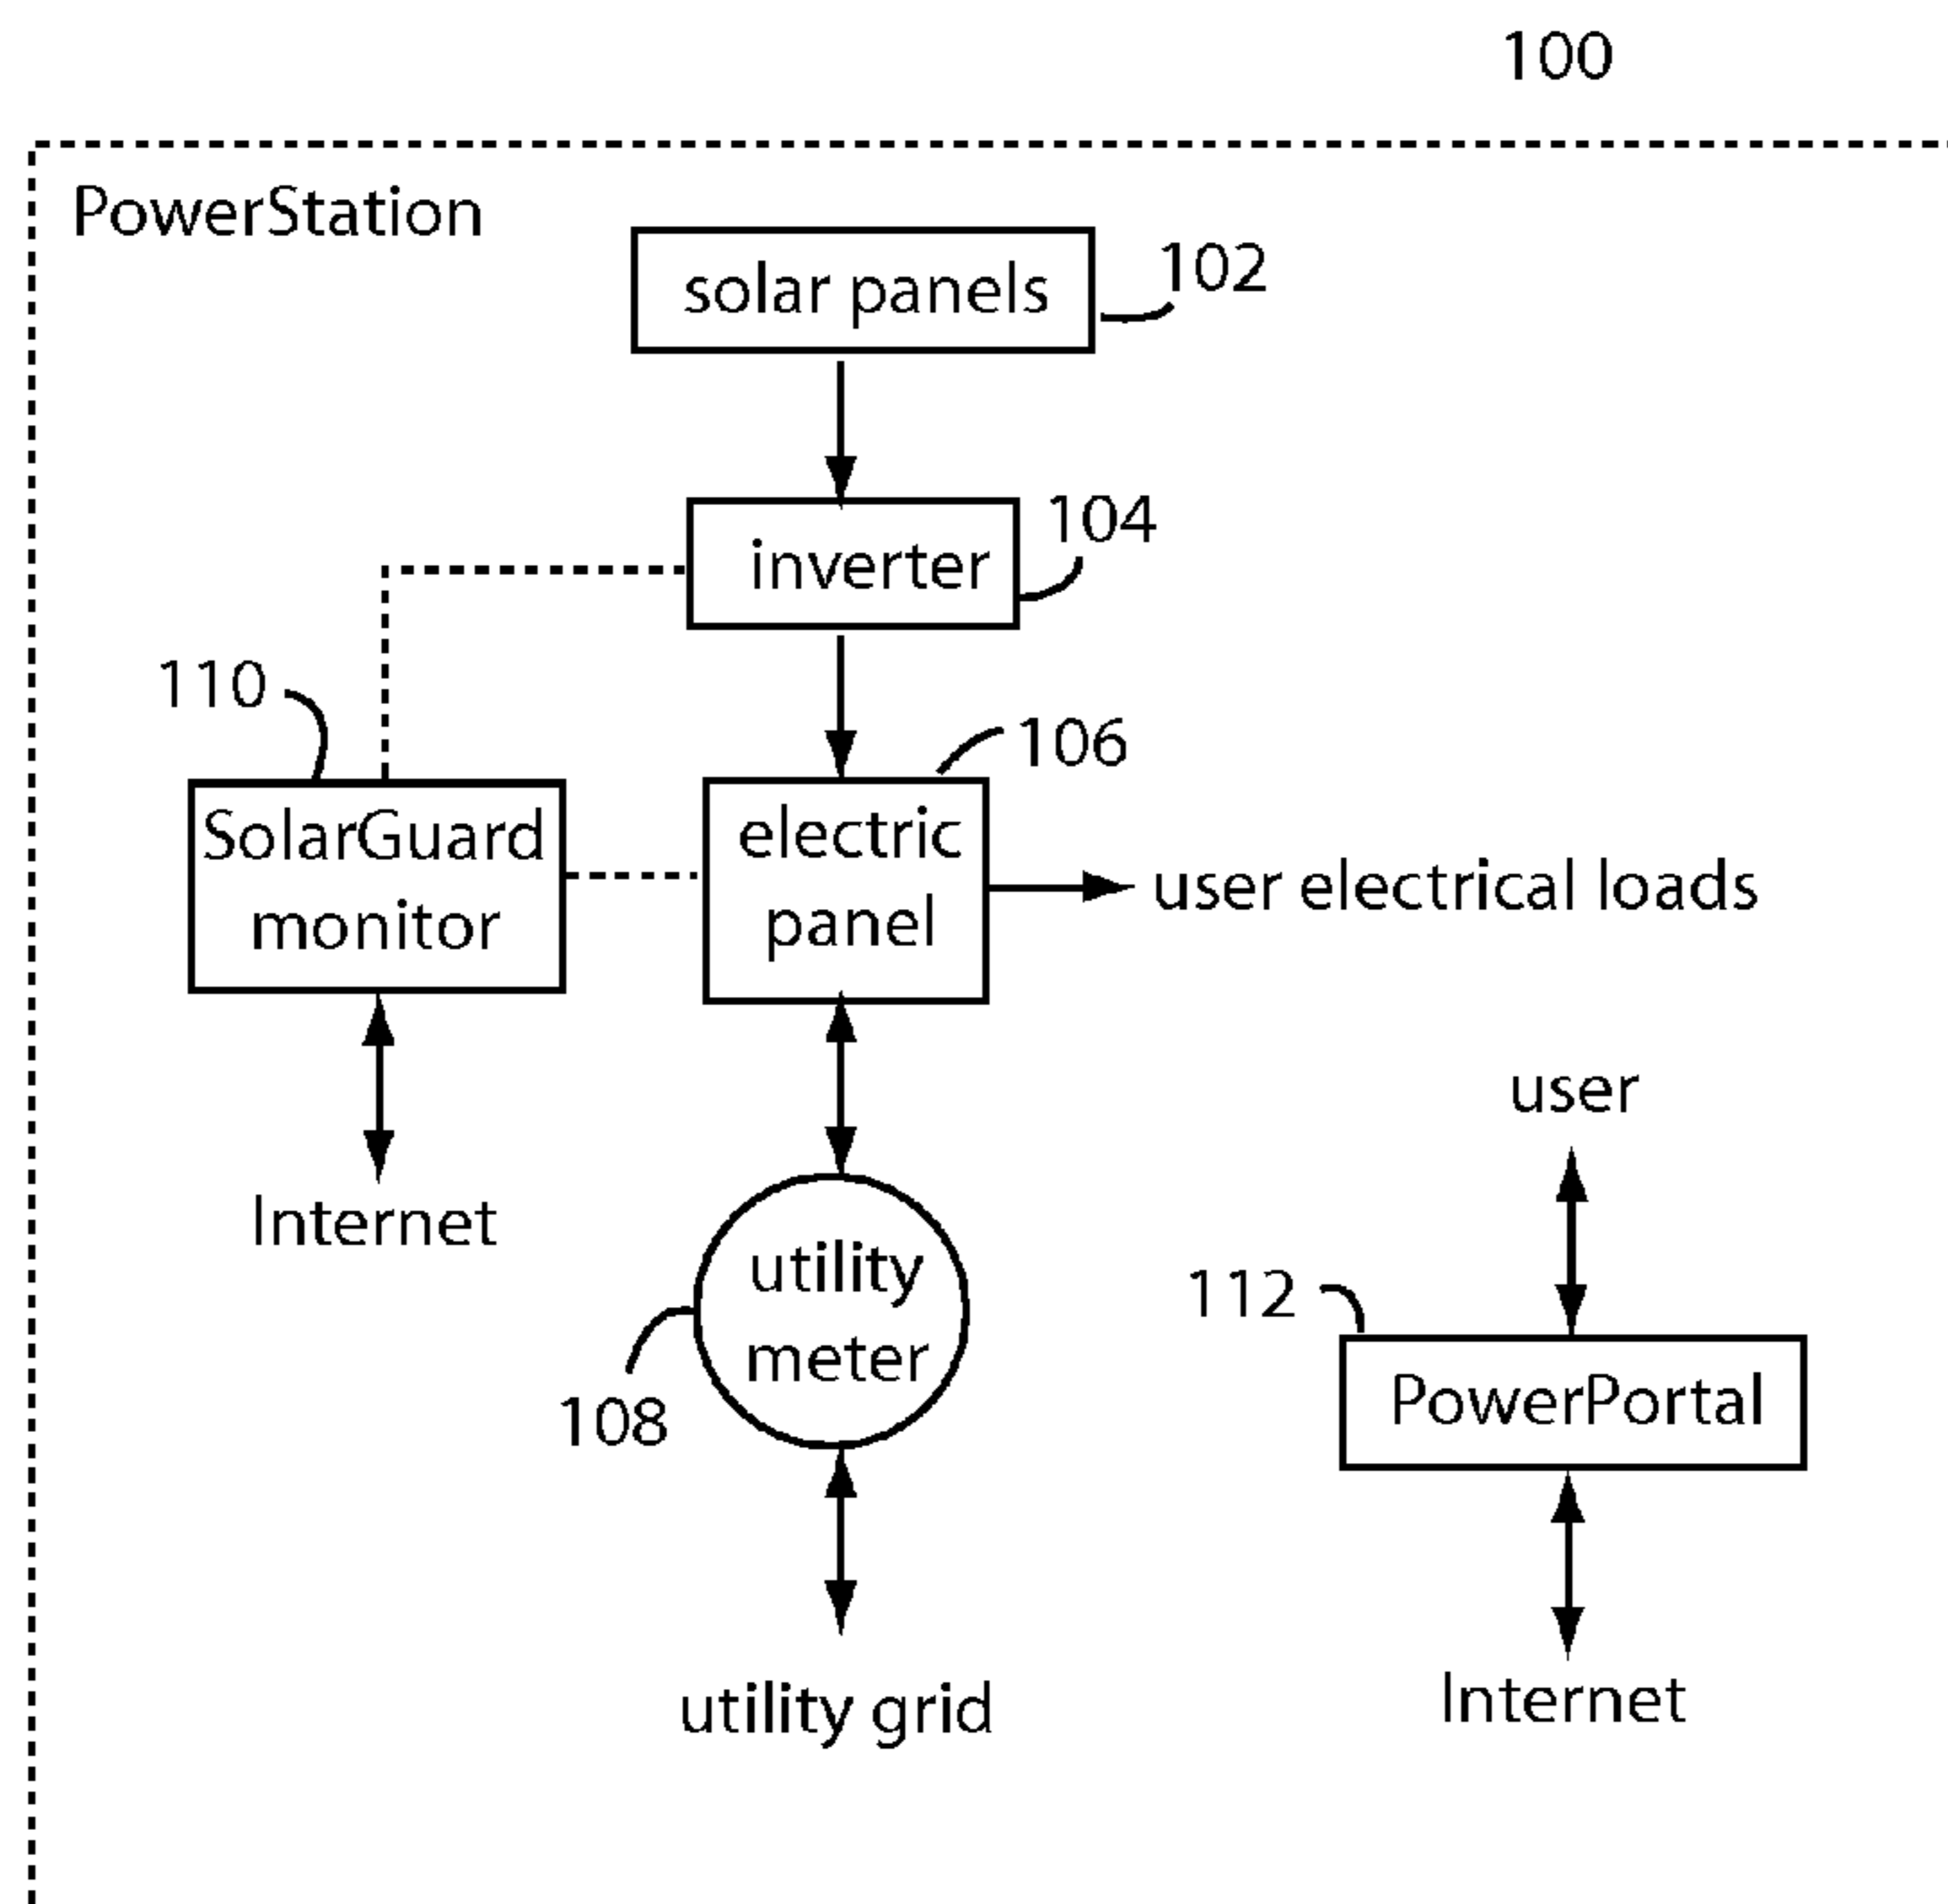 100
PowerStation
solar panels
102
inverter
104
110
106
SolarGuard
monitor
electric
panel
user electrical loads
user
Internet
utility
meter
108
112
PowerPortal
utility grid
Internet